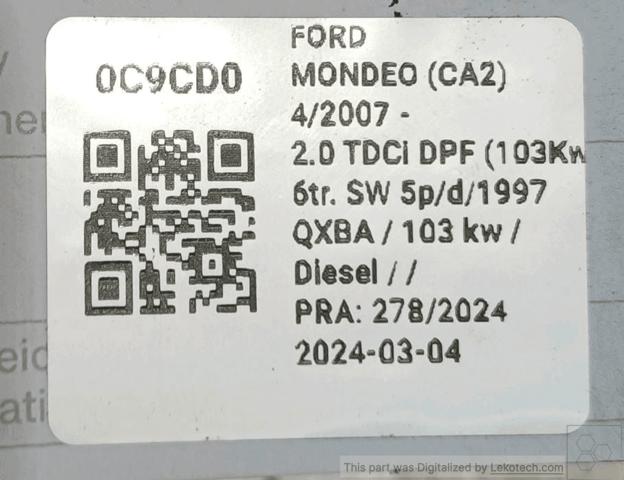 0C9CD0
FORD
MONDEO (CA2)
4/2007 -
2.0 TDCi DPF (103Kw
6tr. SW 5p/d/1997
QXBA / 103 kw /
Diesel / /
PRA: 278/2024
2024-03-04
This part was Digitalized by Lekotech.com